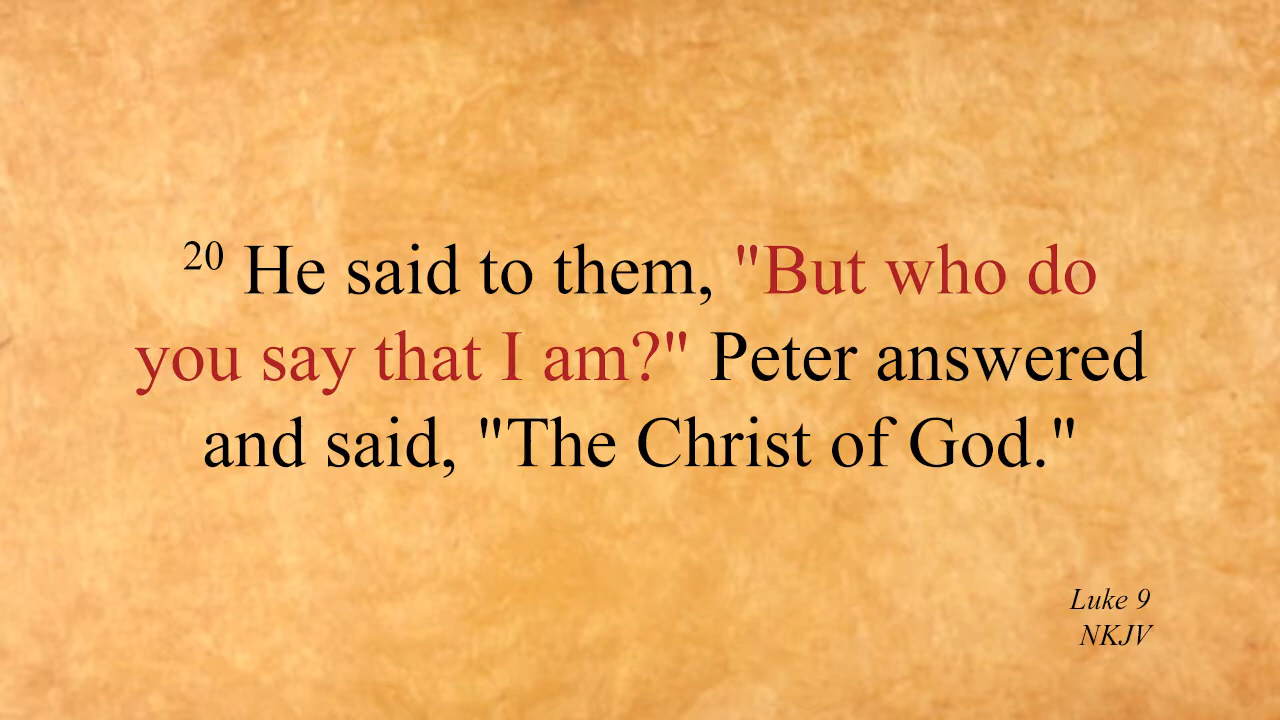 20 He said to them, "But who do
you say that I am?" Peter answered
and said, "The Christ of God."
Luke 9
NKJV